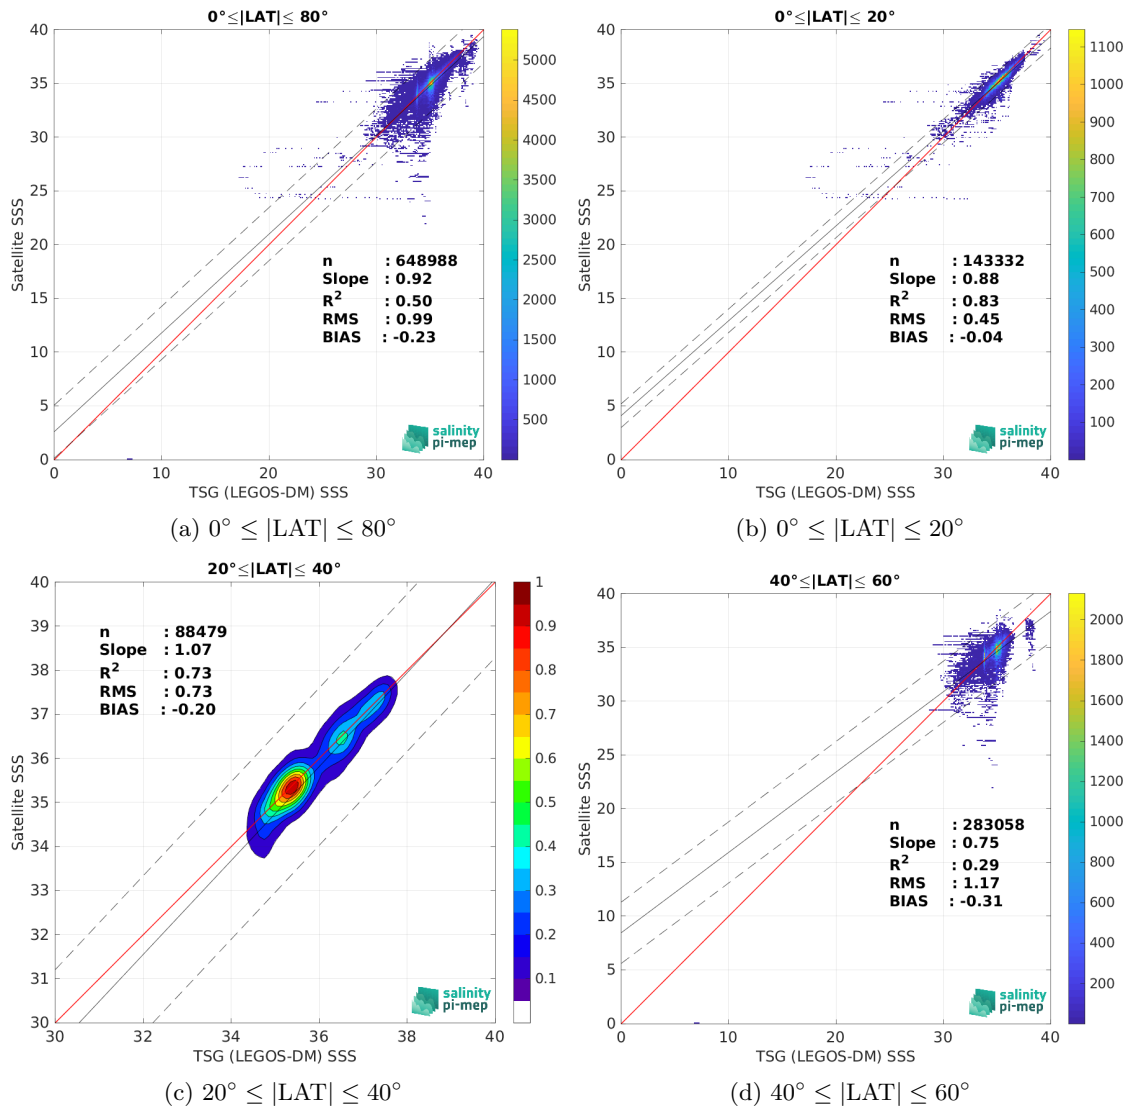 0°≤|LAT|≤ 80°
40
35
30
25
20
15
10
5
0
Satellite SSS
n : 648988
Slope : 0.92
R² : 0.50
RMS : 0.99
BIAS : -0.23
salinity
pi-mep
0 10 20 30 40
TSG (LEGOS-DM) SSS
5000
4500
4000
3500
3000
2500
2000
1500
1000
500
(a) 0° ≤ |LAT| ≤ 80°
0°≤|LAT|≤ 20°
40
35
30
25
20
15
10
5
0
Satellite SSS
n : 143332
Slope : 0.88
R² : 0.83
RMS : 0.45
BIAS : -0.04
salinity
pi-mep
0 10 20 30 40
TSG (LEGOS-DM) SSS
1100
1000
900
800
700
600
500
400
300
200
100
(b) 0° ≤ |LAT| ≤ 20°
20°≤|LAT|≤ 40°
40
39
38
37
36
35
34
33
32
31
30
Satellite SSS
n : 88479
Slope : 1.07
R² : 0.73
RMS : 0.73
BIAS : -0.20
salinity
pi-mep
30 32 34 36 38 40
TSG (LEGOS-DM) SSS
1
0.9
0.8
0.7
0.6
0.5
0.4
0.3
0.2
0.1
(c) 20° ≤ |LAT| ≤ 40°
40°≤|LAT|≤ 60°
40
35
30
25
20
15
10
5
0
Satellite SSS
n : 283058
Slope : 0.75
R² : 0.29
RMS : 1.17
BIAS : -0.31
salinity
pi-mep
0 10 20 30 40
TSG (LEGOS-DM) SSS
2000
1800
1600
1400
1200
1000
800
600
400
200
(d) 40° ≤ |LAT| ≤ 60°